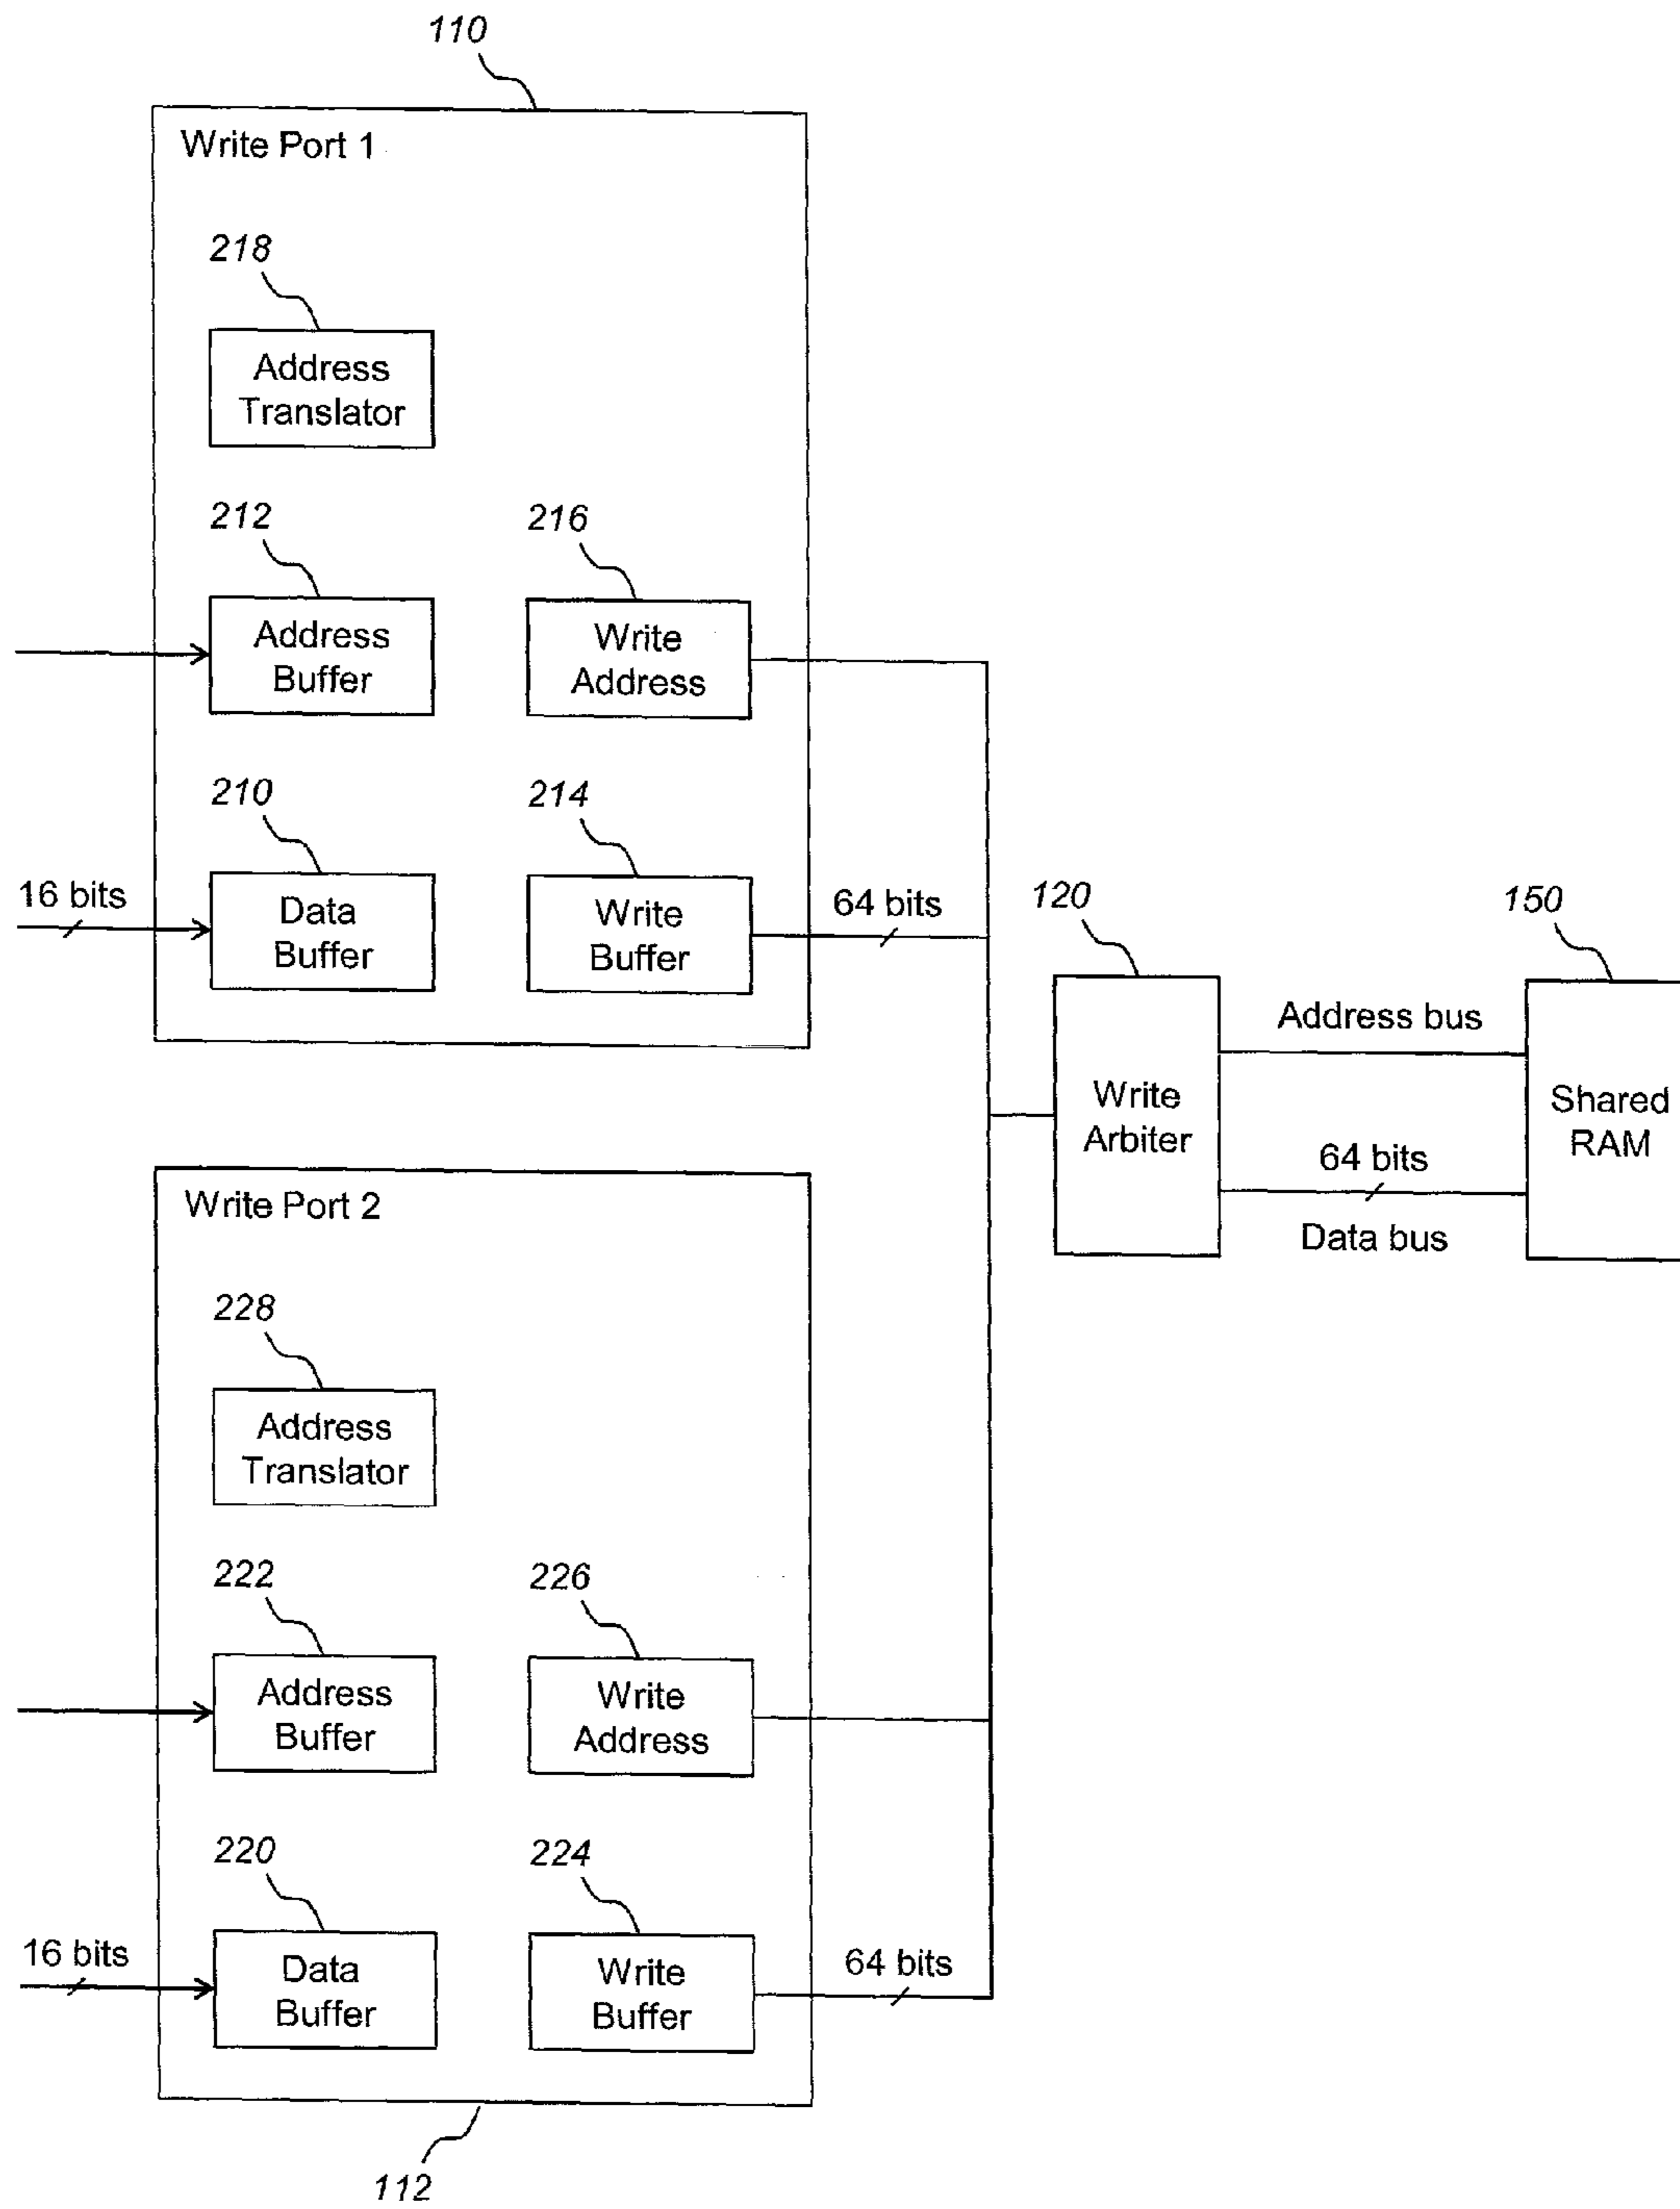 110
Write Port 1
218
Address
Translator
212
216
Address
Buffer
Write
Address
210
214
16 bits
Data
Buffer
Write
Buffer
64 bits
120
150
Address bus
Write
Arbiter
Shared
RAM
64 bits
Data bus
Write Port 2
228
Address
Translator
222
226
Address
Buffer
Write
Address
220
224
16 bits
Data
Buffer
Write
Buffer
64 bits
112